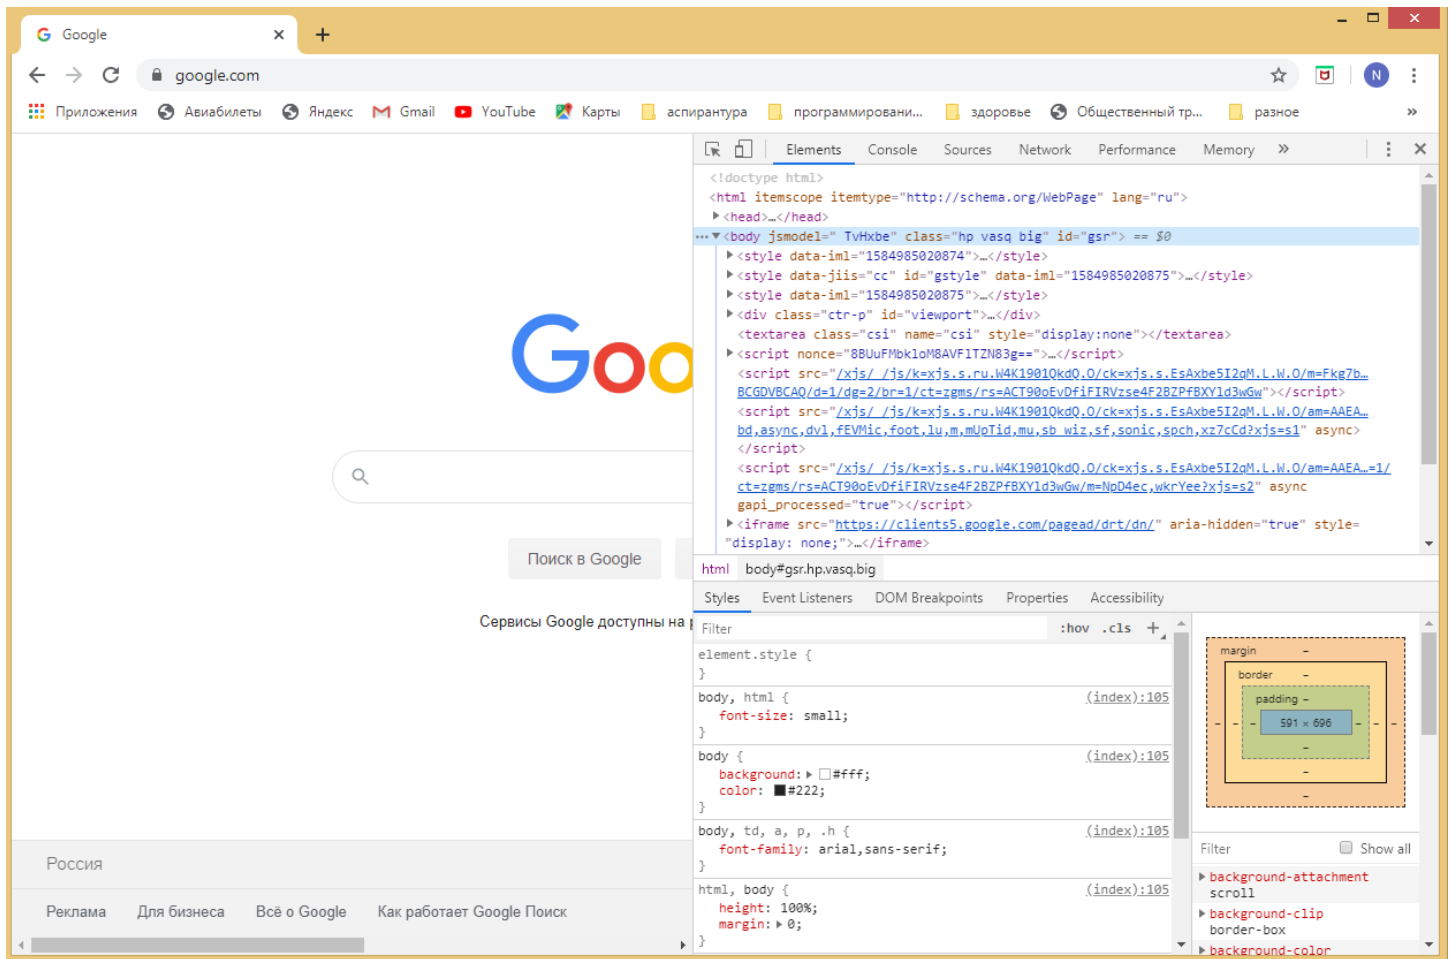 Google
google.com
N
Приложения Авиабилеты Яндекс Gmail YouTube Карты аспирантура программировани... здоровье Общественный тр... разное »
Goo
Поиск в Google
Сервисы Google доступны на
Россия
Реклама Для бизнеса Всё о Google Как работает Google Поиск
Elements Console Sources Network Performance Memory »
<!doctype html>
<html itemscope itemtype="http://schema.org/WebPage" lang="ru">
<head>…</head>
<body jsmodel=" TvHxbe" class="hp vasq big" id="gsr"> == $0
<style data-iml="1584985020874">…</style>
<style data-jiis="cc" id="gstyle" data-iml="1584985020875">…</style>
<style data-iml="1584985020875">…</style>
<div class="ctr-p" id="viewport">…</div>
<textarea class="csi" name="csi" style="display:none"></textarea>
<script nonce="8BUuFMbkloM8AVFlTZN83g==">…</script>
<script src="/xjs/_/js/k=xjs.s.ru.W4K1901QkdQ.O/ck=xjs.s.EsAxbe5I2qM.L.W.O/m=Fkg7b…
BCGDVBCAQ/d=1/dg=2/br=1/ct=zgms/rs=ACT90oEvDfiFIRVzse4F2BZPfBXYld3wGw"></script>
<script src="/xjs/_/js/k=xjs.s.ru.W4K1901QkdQ.O/ck=xjs.s.EsAxbe5I2qM.L.W.O/am=AAEA…
bd,async,dvl,fEVMic,foot,lu,m,mUpTid,mu,sb_wiz,sf,sonic,spch,xz7cCd?xjs=s1" async>
</script>
<script src="/xjs/_/js/k=xjs.s.ru.W4K1901QkdQ.O/ck=xjs.s.EsAxbe5I2qM.L.W.O/am=AAEA…=1/
ct=zgms/rs=ACT90oEvDfiFIRVzse4F2BZPfBXYld3wGw/m=NpD4ec,wkrYee?xjs=s2" async
gapi_processed="true"></script>
<iframe src="https://clients5.google.com/pagead/drt/dn/" aria-hidden="true" style=
"display: none;">…</iframe>
html body#gsr.hp.vasq.big
Styles Event Listeners DOM Breakpoints Properties Accessibility
Filter :hov .cls +
element.style {
}
body, html { (index):105
font-size: small;
}
body { (index):105
background: #fff;
color: #222;
}
body, td, a, p, .h { (index):105
font-family: arial,sans-serif;
}
html, body { (index):105
height: 100%;
margin: 0;
}
margin –
border –
padding –
– – – 591 × 696 – – –
–
–
–
Filter Show all
background-attachment
scroll
background-clip
border-box
background-color